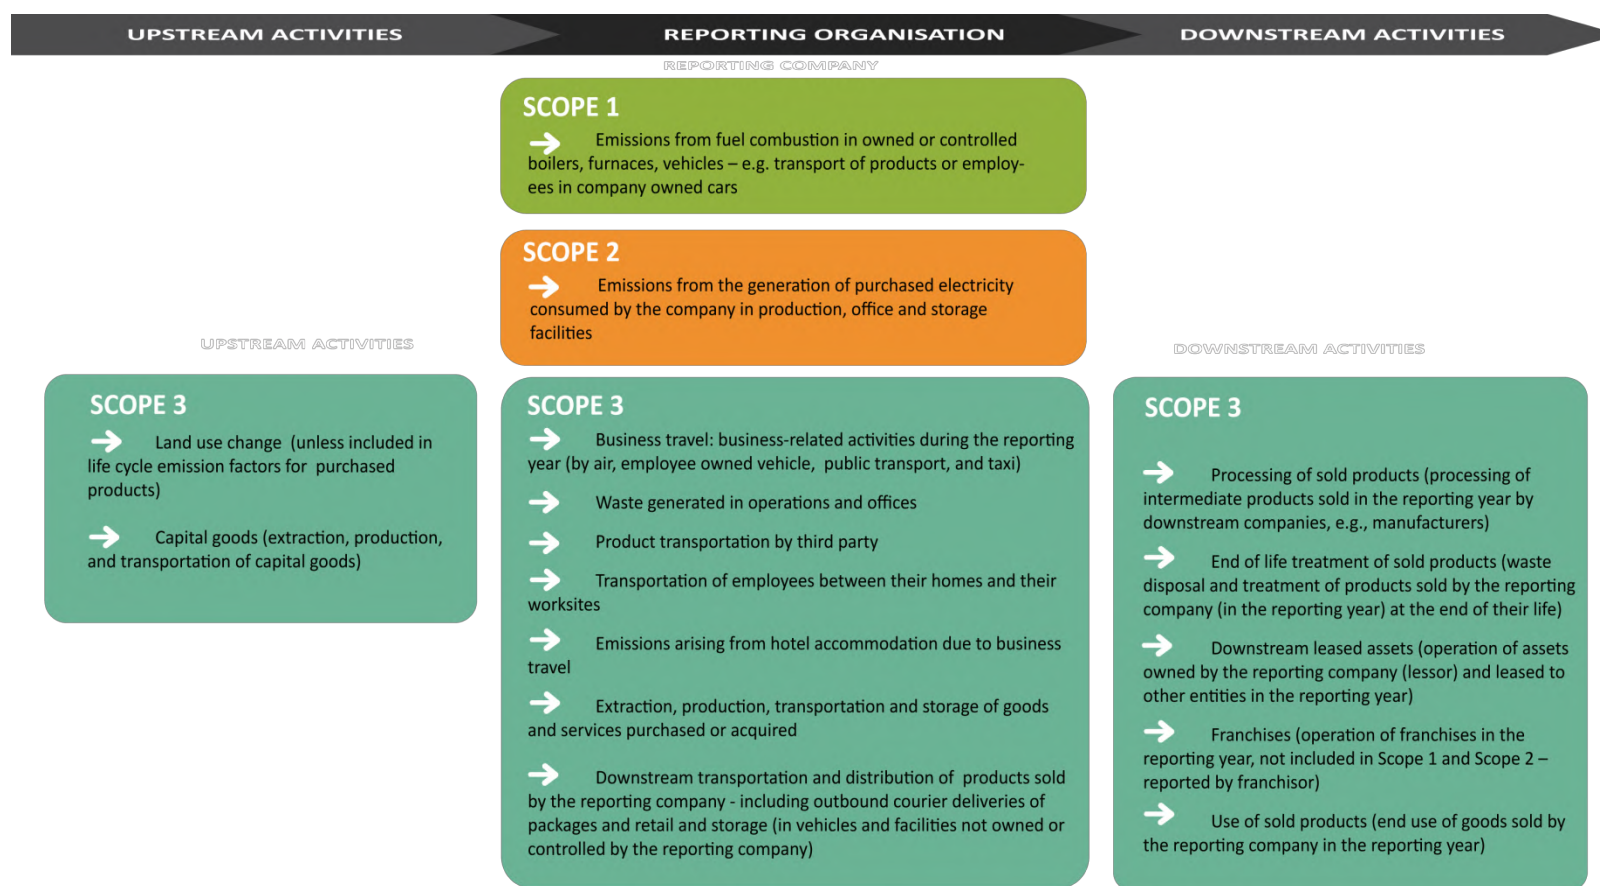 UPSTREAM ACTIVITIES
REPORTING ORGANISATION
DOWNSTREAM ACTIVITIES
REPORTING COMPANY
SCOPE 1
Emissions from fuel combustion in owned or controlled
boilers, furnaces, vehicles – e.g. transport of products or employ-
ees in company owned cars
SCOPE 2
Emissions from the generation of purchased electricity
consumed by the company in production, office and storage
facilities
UPSTREAM ACTIVITIES
SCOPE 3
Land use change (unless included in
life cycle emission factors for purchased
products)
Capital goods (extraction, production,
and transportation of capital goods)
SCOPE 3
Business travel: business-related activities during the reporting
year (by air, employee owned vehicle, public transport, and taxi)
Waste generated in operations and offices
Product transportation by third party
Transportation of employees between their homes and their
worksites
Emissions arising from hotel accommodation due to business
travel
Extraction, production, transportation and storage of goods
and services purchased or acquired
Downstream transportation and distribution of products sold
by the reporting company - including outbound courier deliveries of
packages and retail and storage (in vehicles and facilities not owned or
controlled by the reporting company)
DOWNSTREAM ACTIVITIES
SCOPE 3
Processing of sold products (processing of
intermediate products sold in the reporting year by
downstream companies, e.g., manufacturers)
End of life treatment of sold products (waste
disposal and treatment of products sold by the reporting
company (in the reporting year) at the end of their life)
Downstream leased assets (operation of assets
owned by the reporting company (lessor) and leased to
other entities in the reporting year)
Franchises (operation of franchises in the
reporting year, not included in Scope 1 and Scope 2 –
reported by franchisor)
Use of sold products (end use of goods sold by
the reporting company in the reporting year)